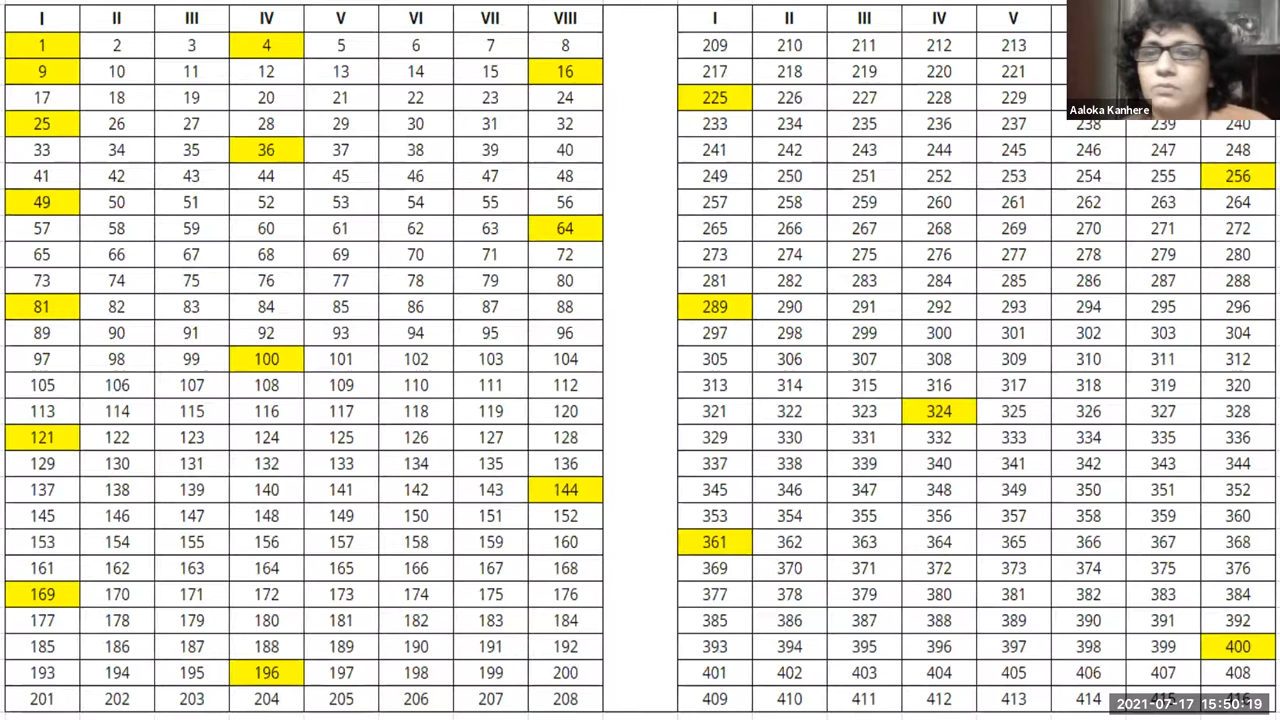 I II III IV V VI VII VIII
1 2 3 4 5 6 7 8
9 10 11 12 13 14 15 16
17 18 19 20 21 22 23 24
25 26 27 28 29 30 31 32
33 34 35 36 37 38 39 40
41 42 43 44 45 46 47 48
49 50 51 52 53 54 55 56
57 58 59 60 61 62 63 64
65 66 67 68 69 70 71 72
73 74 75 76 77 78 79 80
81 82 83 84 85 86 87 88
89 90 91 92 93 94 95 96
97 98 99 100 101 102 103 104
105 106 107 108 109 110 111 112
113 114 115 116 117 118 119 120
121 122 123 124 125 126 127 128
129 130 131 132 133 134 135 136
137 138 139 140 141 142 143 144
145 146 147 148 149 150 151 152
153 154 155 156 157 158 159 160
161 162 163 164 165 166 167 168
169 170 171 172 173 174 175 176
177 178 179 180 181 182 183 184
185 186 187 188 189 190 191 192
193 194 195 196 197 198 199 200
201 202 203 204 205 206 207 208
I II III IV V
209 210 211 212 213
217 218 219 220 221
225 226 227 228 229
233 234 235 236 237 238 239 240
241 242 243 244 245 246 247 248
249 250 251 252 253 254 255 256
257 258 259 260 261 262 263 264
265 266 267 268 269 270 271 272
273 274 275 276 277 278 279 280
281 282 283 284 285 286 287 288
289 290 291 292 293 294 295 296
297 298 299 300 301 302 303 304
305 306 307 308 309 310 311 312
313 314 315 316 317 318 319 320
321 322 323 324 325 326 327 328
329 330 331 332 333 334 335 336
337 338 339 340 341 342 343 344
345 346 347 348 349 350 351 352
353 354 355 356 357 358 359 360
361 362 363 364 365 366 367 368
369 370 371 372 373 374 375 376
377 378 379 380 381 382 383 384
385 386 387 388 389 390 391 392
393 394 395 396 397 398 399 400
401 402 403 404 405 406 407 408
409 410 411 412 413 414 415 416
Aaloka Kanhere
2021-07-17 15:50:19